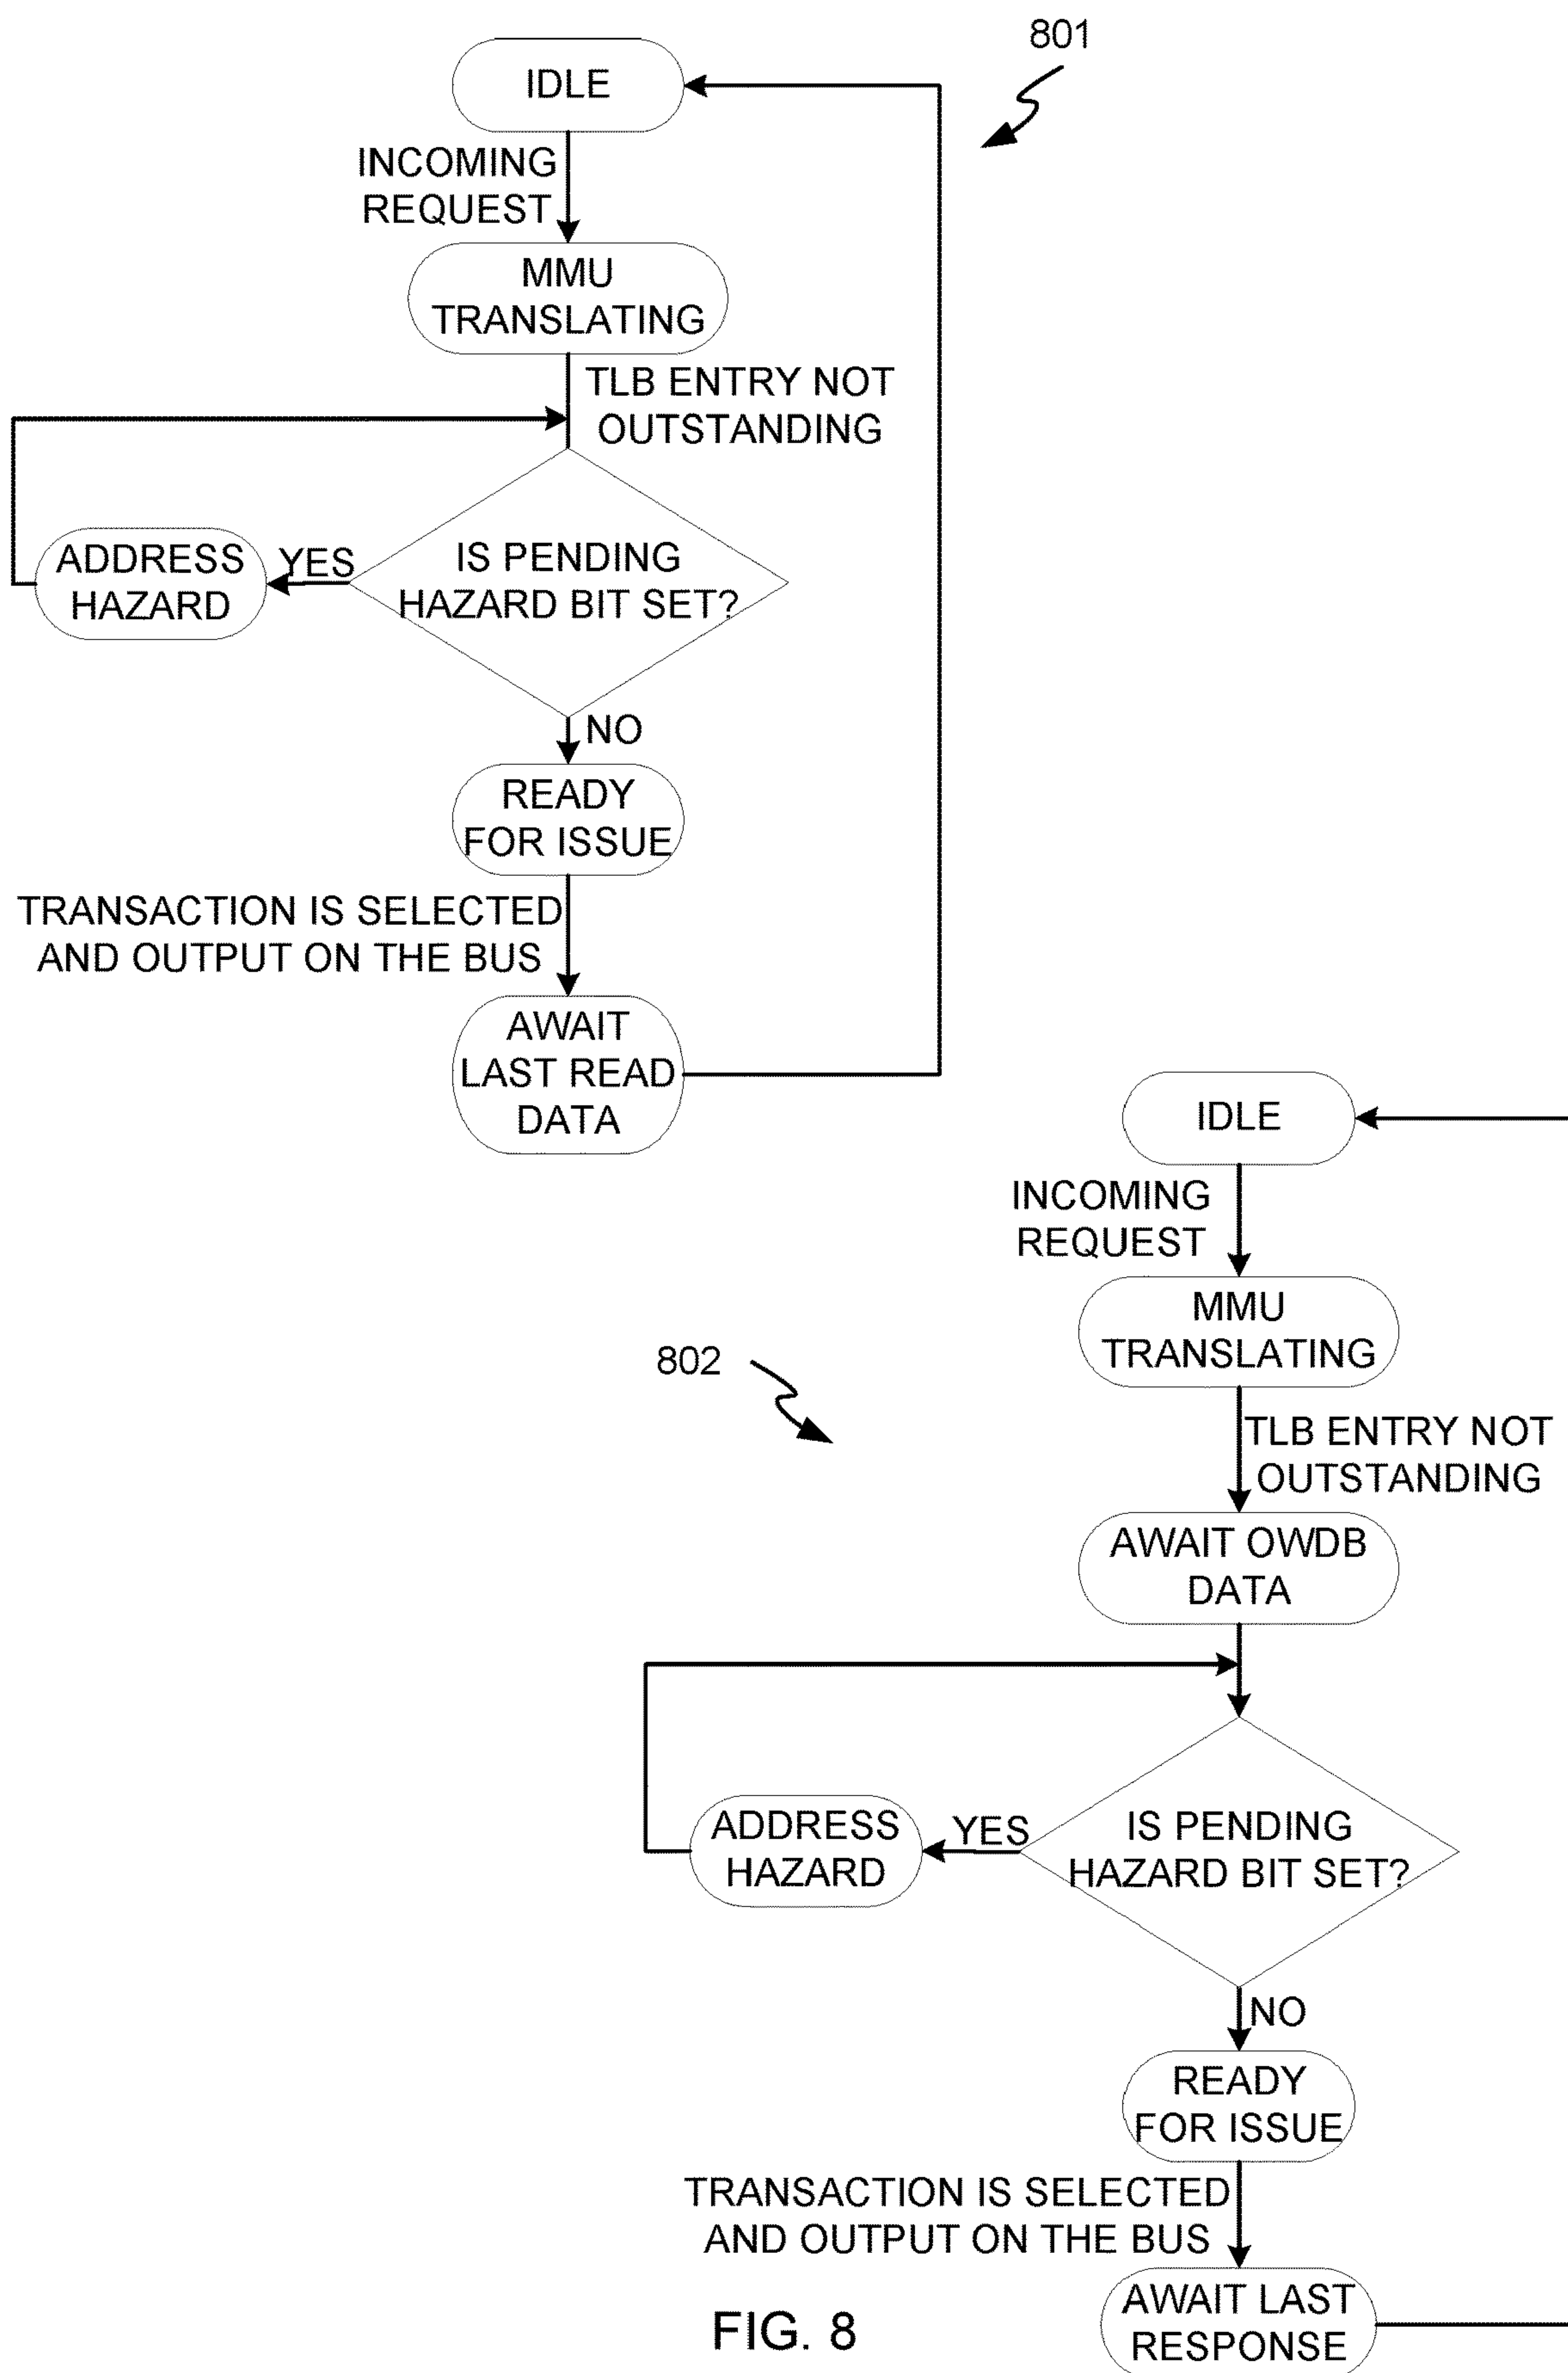 801
IDLE
INCOMING
REQUEST
MMU
TRANSLATING
TLB ENTRY NOT
OUTSTANDING
IS PENDING
HAZARD BIT SET?
YES
ADDRESS
HAZARD
NO
READY
FOR ISSUE
TRANSACTION IS SELECTED
AND OUTPUT ON THE BUS
AWAIT
LAST READ
DATA
802
IDLE
INCOMING
REQUEST
MMU
TRANSLATING
TLB ENTRY NOT
OUTSTANDING
AWAIT OWDB
DATA
IS PENDING
HAZARD BIT SET?
YES
ADDRESS
HAZARD
NO
READY
FOR ISSUE
TRANSACTION IS SELECTED
AND OUTPUT ON THE BUS
AWAIT LAST
RESPONSE
FIG. 8